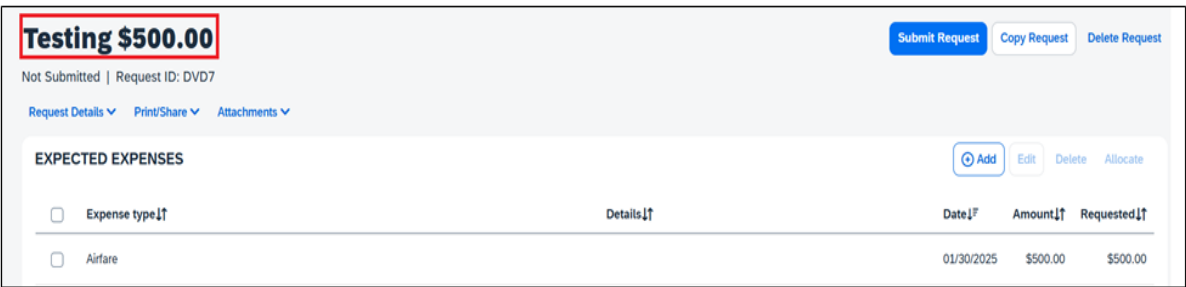 Testing $500.00
Submit Request Copy Request Delete Request
Not Submitted | Request ID: DVD7
Request Details Print/Share Attachments
EXPECTED EXPENSES
Add Edit Delete Allocate
Expense type Details Date Amount Requested
Airfare 01/30/2025 $500.00 $500.00